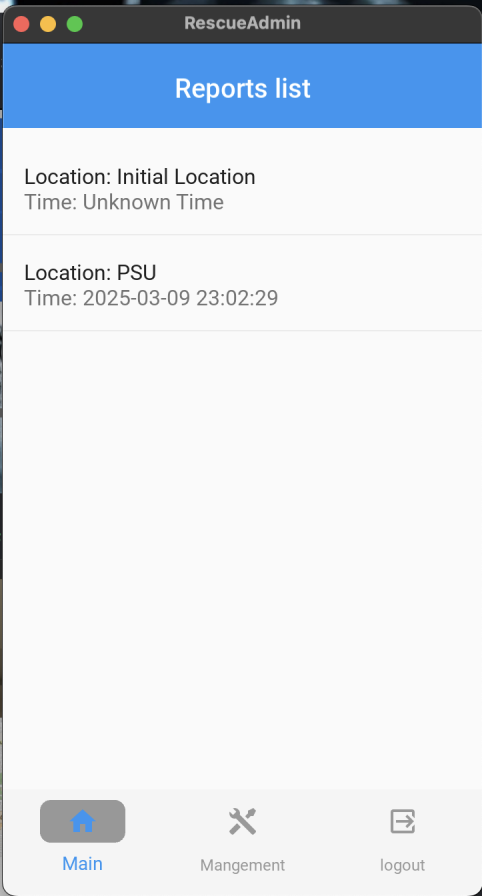 RescueAdmin
Reports list
Location: Initial Location
Time: Unknown Time
Location: PSU
Time: 2025-03-09 23:02:29
Main
Mangement
logout